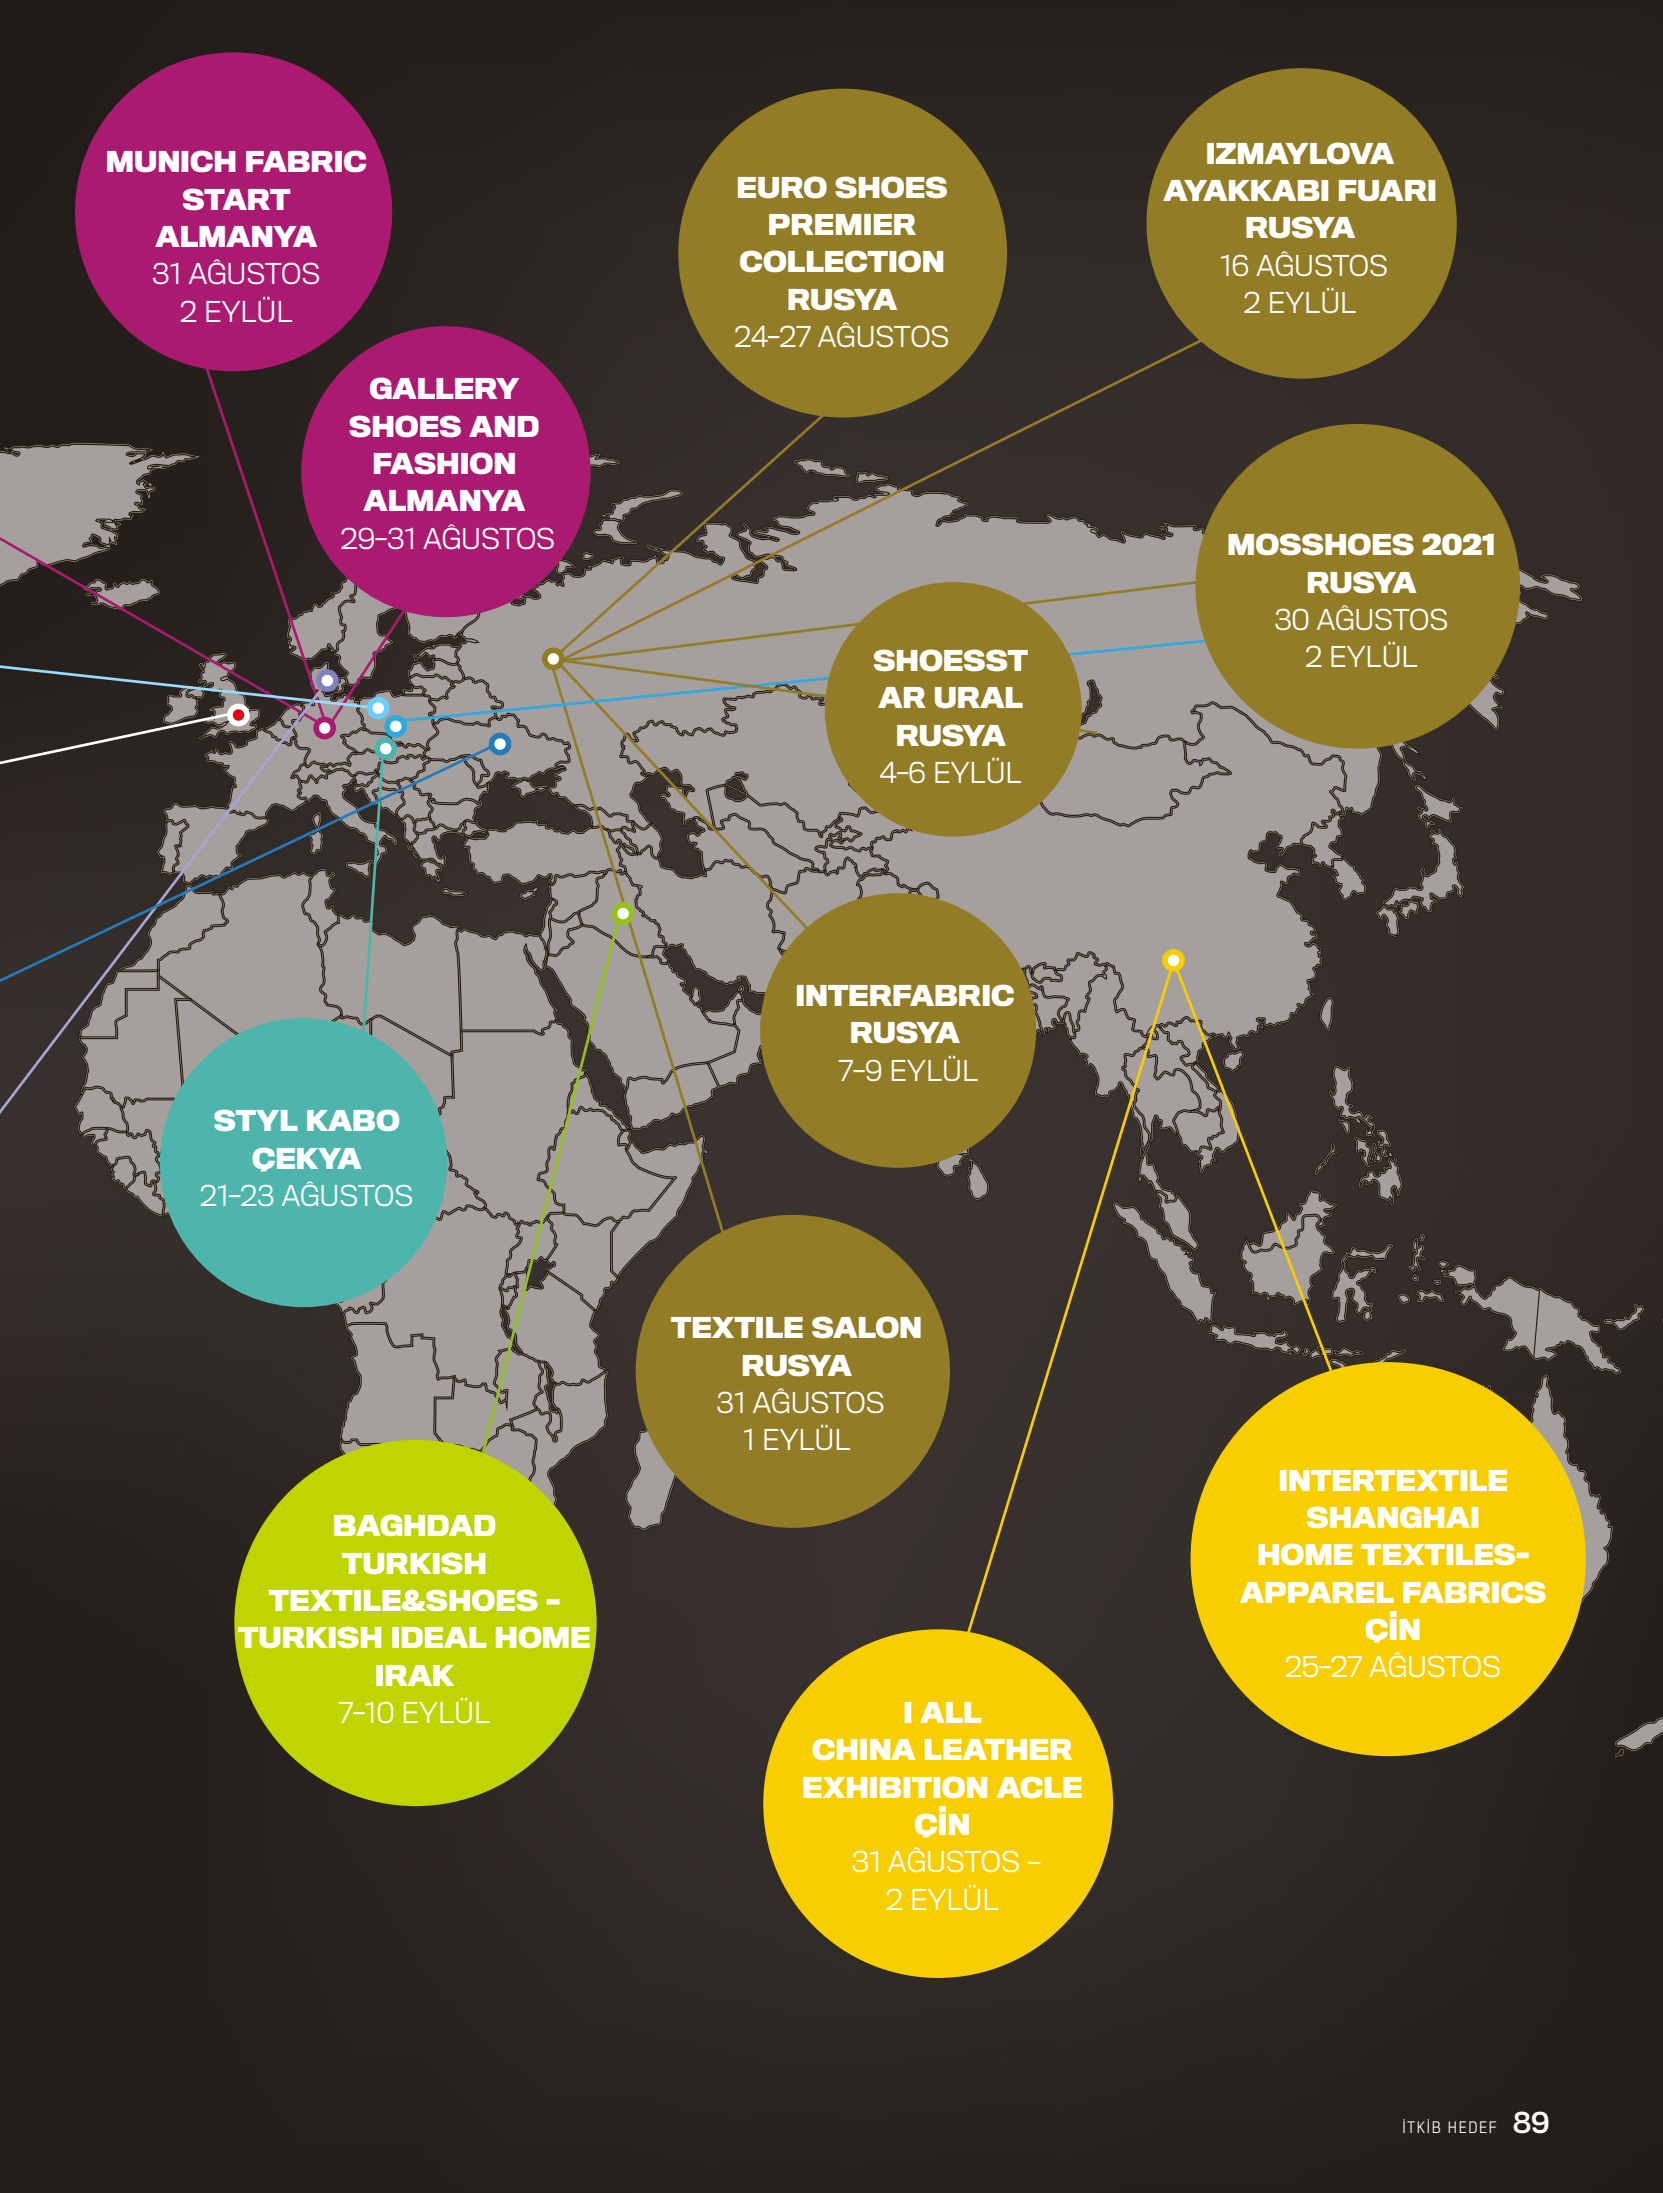 MUNICH FABRIC
START
ALMANYA
31 AĞUSTOS
2 EYLÜL
GALLERY
SHOES AND
FASHION
ALMANYA
29-31 AĞUSTOS
EURO SHOES
PREMIER
COLLECTION
RUSYA
24-27 AĞUSTOS
IZMAYLOVA
AYAKKABI FUARI
RUSYA
16 AĞUSTOS
2 EYLÜL
MOSSHOES 2021
RUSYA
30 AĞUSTOS
2 EYLÜL
SHOESST
AR URAL
RUSYA
4-6 EYLÜL
INTERFABRIC
RUSYA
7-9 EYLÜL
STYL KABO
ÇEKYA
21-23 AĞUSTOS
TEXTILE SALON
RUSYA
31 AĞUSTOS
1 EYLÜL
BAGHDAD
TURKISH
TEXTILE&SHOES -
TURKISH IDEAL HOME
IRAK
7-10 EYLÜL
I ALL
CHINA LEATHER
EXHIBITION ACLE
ÇİN
31 AĞUSTOS -
2 EYLÜL
INTERTEXTILE
SHANGHAI
HOME TEXTILES-
APPAREL FABRICS
ÇİN
25-27 AĞUSTOS
İTKİB HEDEF 89